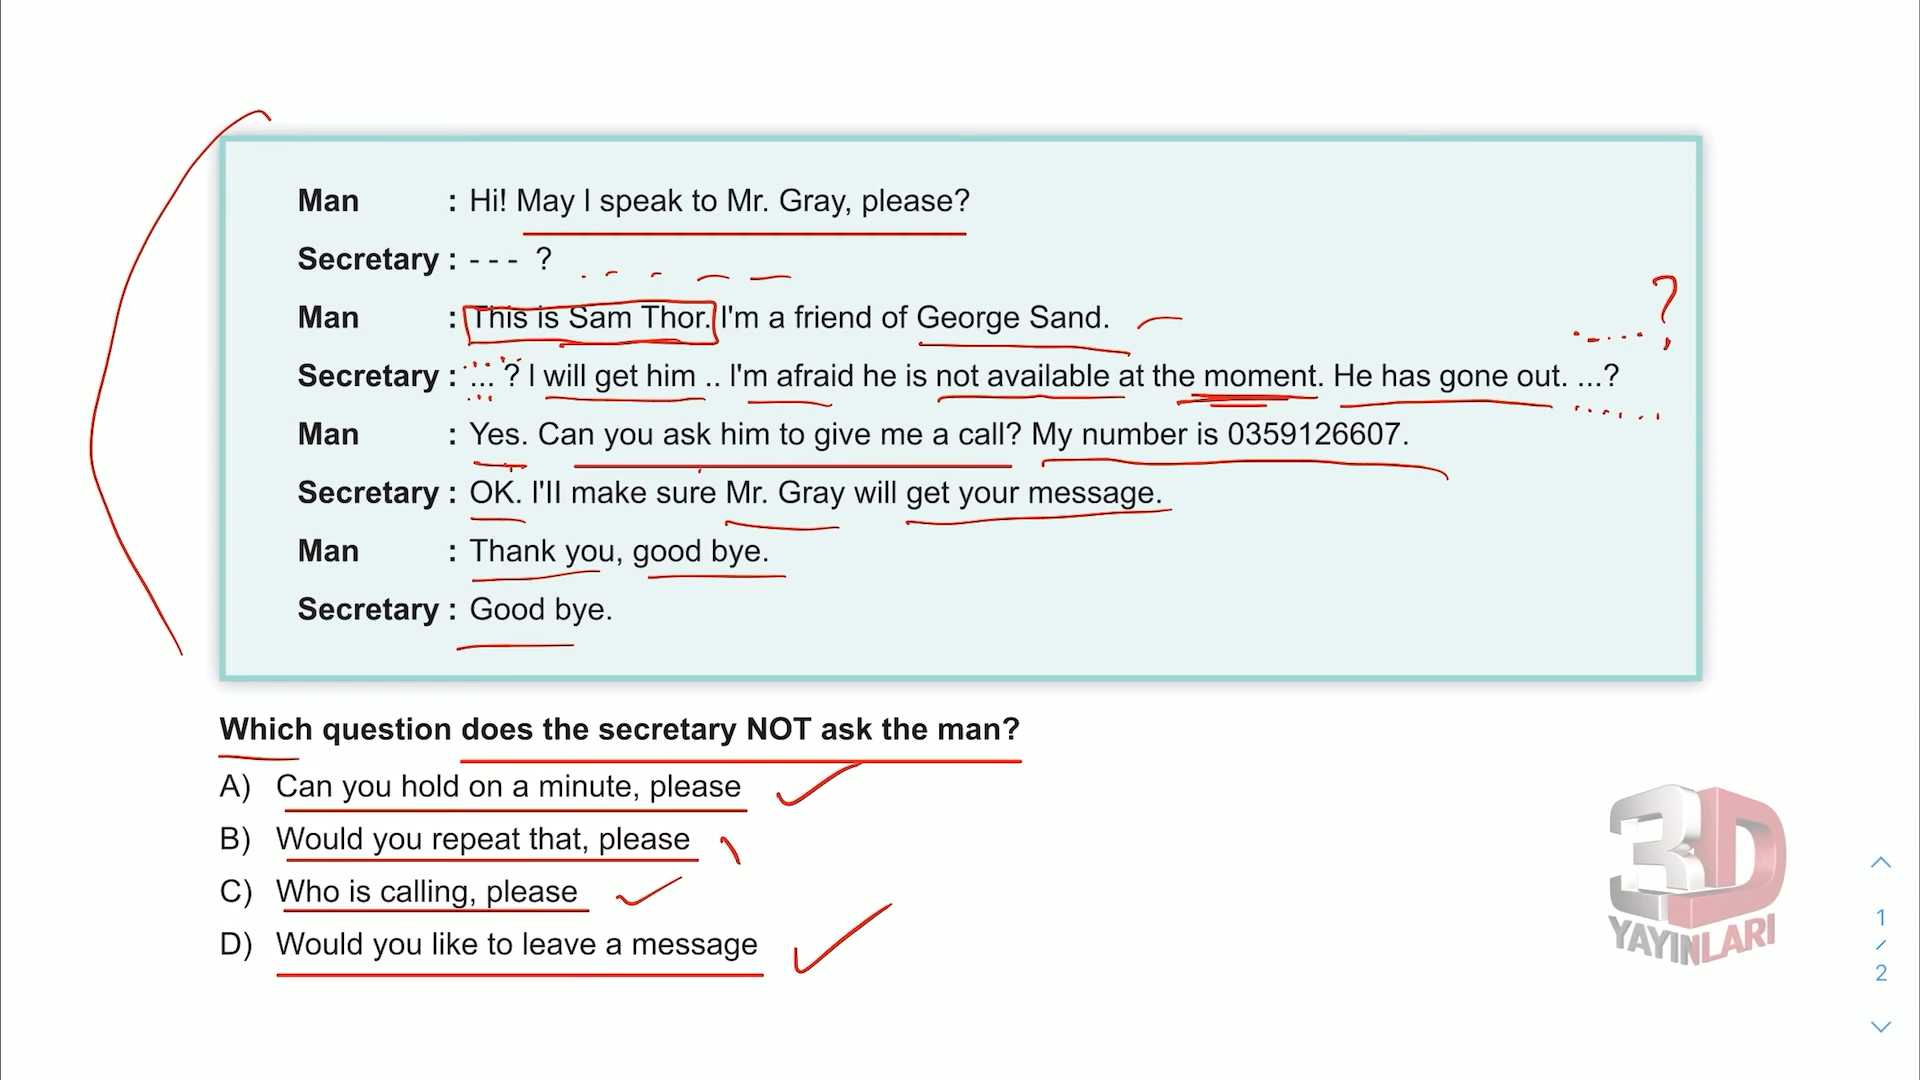 Man : Hi! May I speak to Mr. Gray, please?
Secretary : - - - ?
Man : This is Sam Thor. I'm a friend of George Sand.
Secretary : ... ? I will get him .. I'm afraid he is not available at the moment. He has gone out. ...?
Man : Yes. Can you ask him to give me a call? My number is 0359126607.
Secretary : OK. I'll make sure Mr. Gray will get your message.
Man : Thank you, good bye.
Secretary : Good bye.
Which question does the secretary NOT ask the man?
A) Can you hold on a minute, please
B) Would you repeat that, please
C) Who is calling, please
D) Would you like to leave a message
?
3D
YAYINLARI
1
/
2